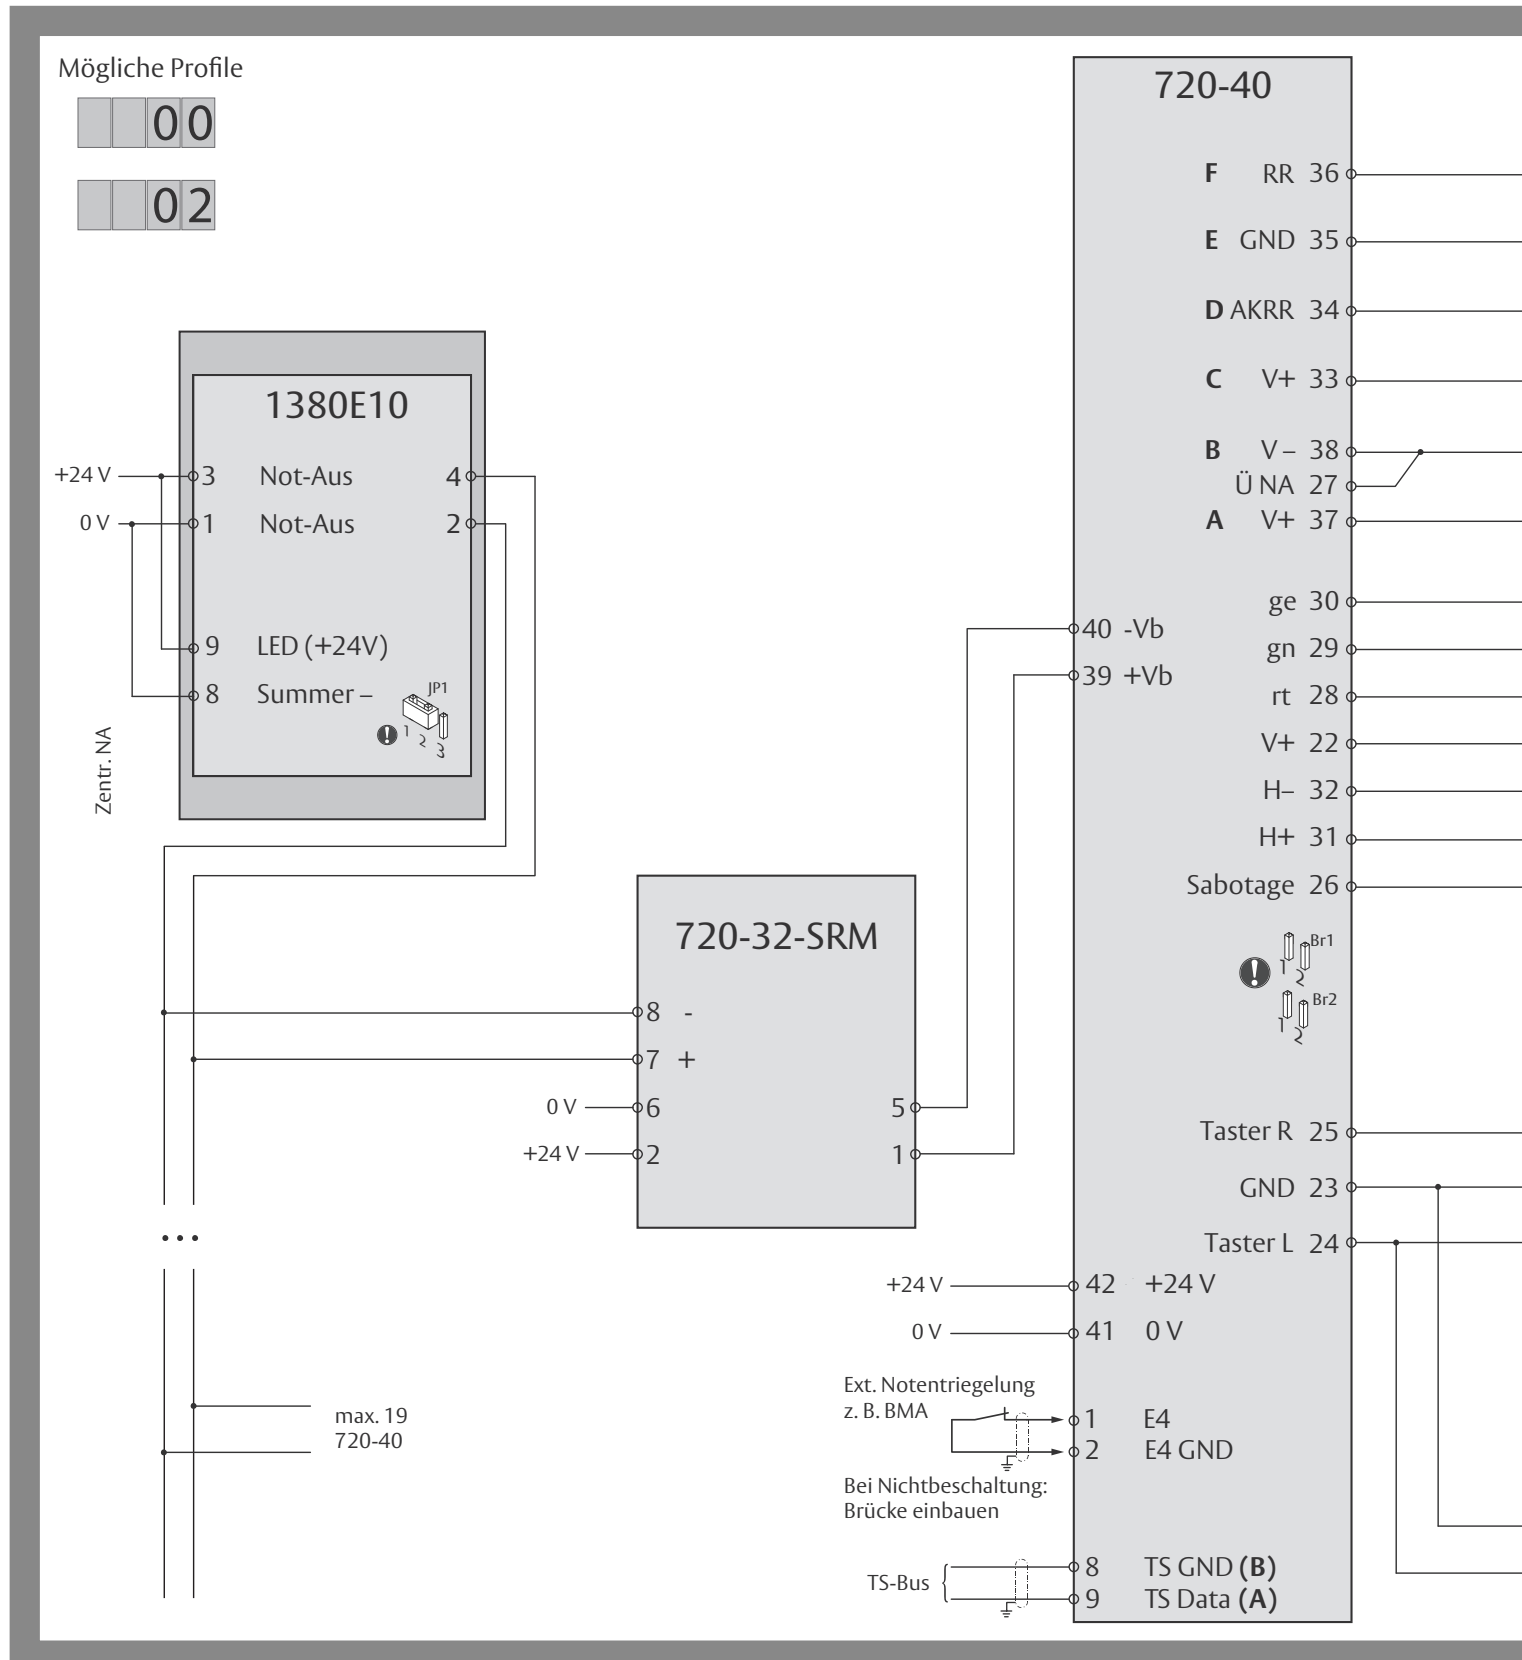 Mögliche Profile
00
02
1380E10
+24 V 3 Not-Aus 4
0 V 1 Not-Aus 2
9 LED (+24V)
8 Summer –
JP1
1 2 3
Zentr. NA
720-32-SRM
8 -
7 +
0 V 6 5
+24 V 2 1
max. 19
720-40
720-40
F RR 36
E GND 35
D AKRR 34
C V+ 33
B V – 38
Ü NA 27
A V+ 37
ge 30
40 -Vb
gn 29
39 +Vb
rt 28
V+ 22
H– 32
H+ 31
Sabotage 26
Br1
1 2
Br2
1 2
Taster R 25
GND 23
Taster L 24
+24 V 42 +24 V
0 V 41 0 V
Ext. Notentriegelung
z. B. BMA
1 E4
2 E4 GND
Bei Nichtbeschaltung:
Brücke einbauen
TS-Bus
8 TS GND (B)
9 TS Data (A)